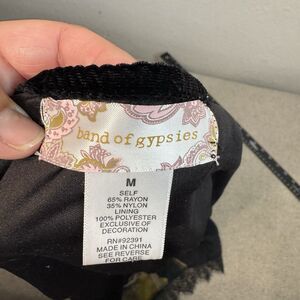 band of gypsies
M
SELF
65% RAYON
35% NYLON
LINING
100% POLYESTER
EXCLUSIVE OF
DECORATION
RN#92391
MADE IN CHINA
SEE REVERSE
FOR CARE